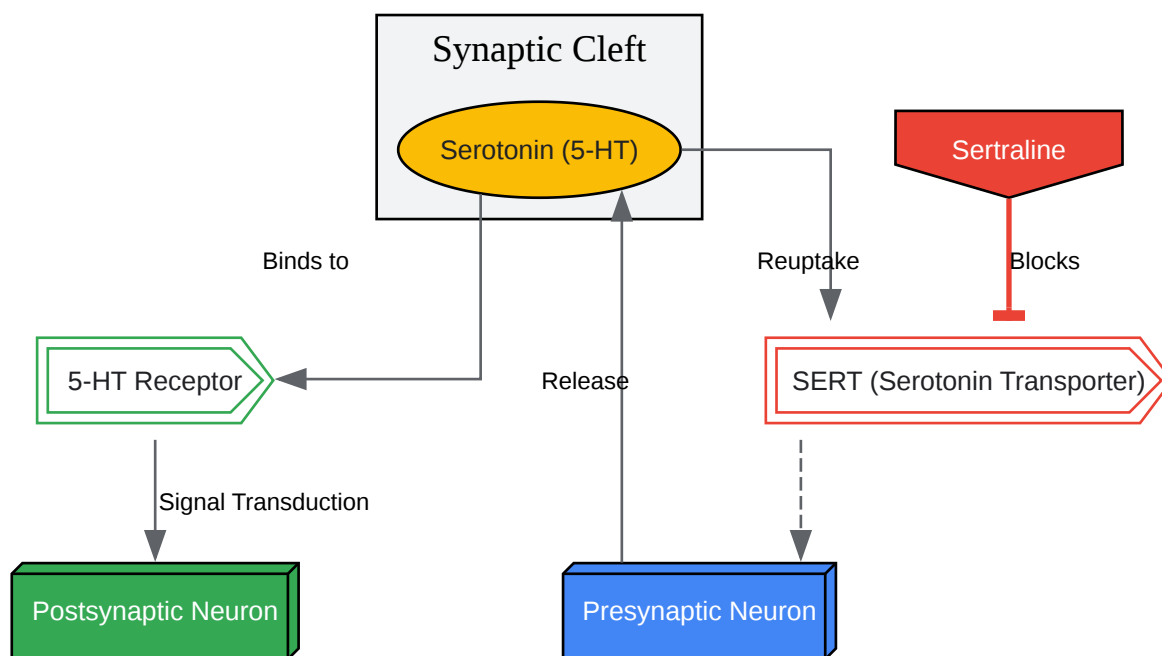 Synaptic Cleft
Serotonin (5-HT)
Sertraline
Binds to
Reuptake
Blocks
5-HT Receptor
Release
SERT (Serotonin Transporter)
Signal Transduction
Postsynaptic Neuron
Presynaptic Neuron